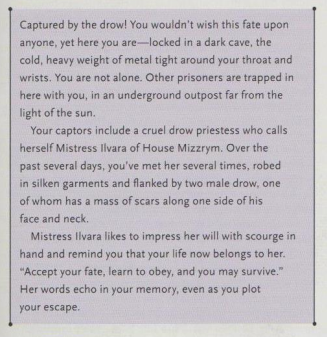 Captured by the drow! You wouldn't wish this fate upon
anyone, yet here you are—locked in a dark cave, the
cold, heavy weight of metal tight around your throat and
wrists. You are not alone. Other prisoners are trapped in
here with you, in an underground outpost far from the
light of the sun.
Your captors include a cruel drow priestess who calls
herself Mistress Ilvara of House Mizzrym. Over the
past several days, you've met her several times, robed
in silken garments and flanked by two male drow, one
of whom has a mass of scars along one side of his
face and neck.
Mistress Ilvara likes to impress her will with scourge in
hand and remind you that your life now belongs to her.
"Accept your fate, learn to obey, and you may survive."
Her words echo in your memory, even as you plot
your escape.